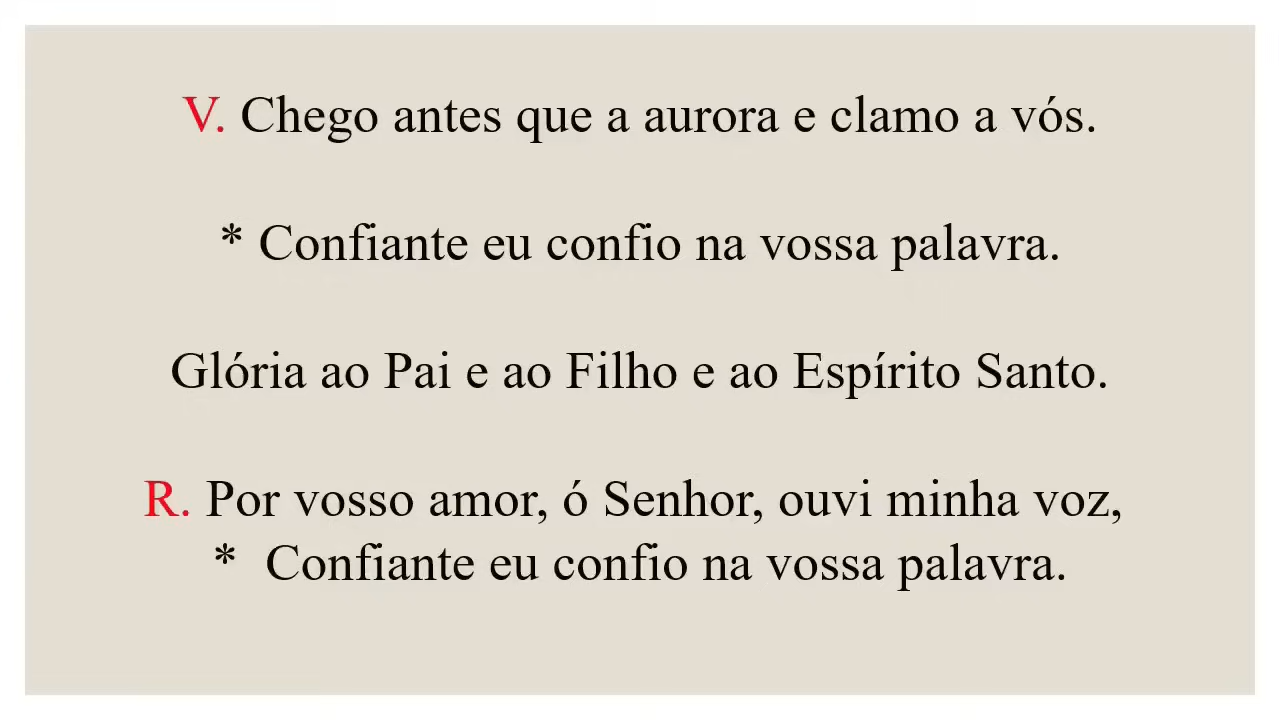 V. Chego antes que a aurora e clamo a vós.
* Confiante eu confio na vossa palavra.
Glória ao Pai e ao Filho e ao Espírito Santo.
R. Por vosso amor, ó Senhor, ouvi minha voz,
* Confiante eu confio na vossa palavra.